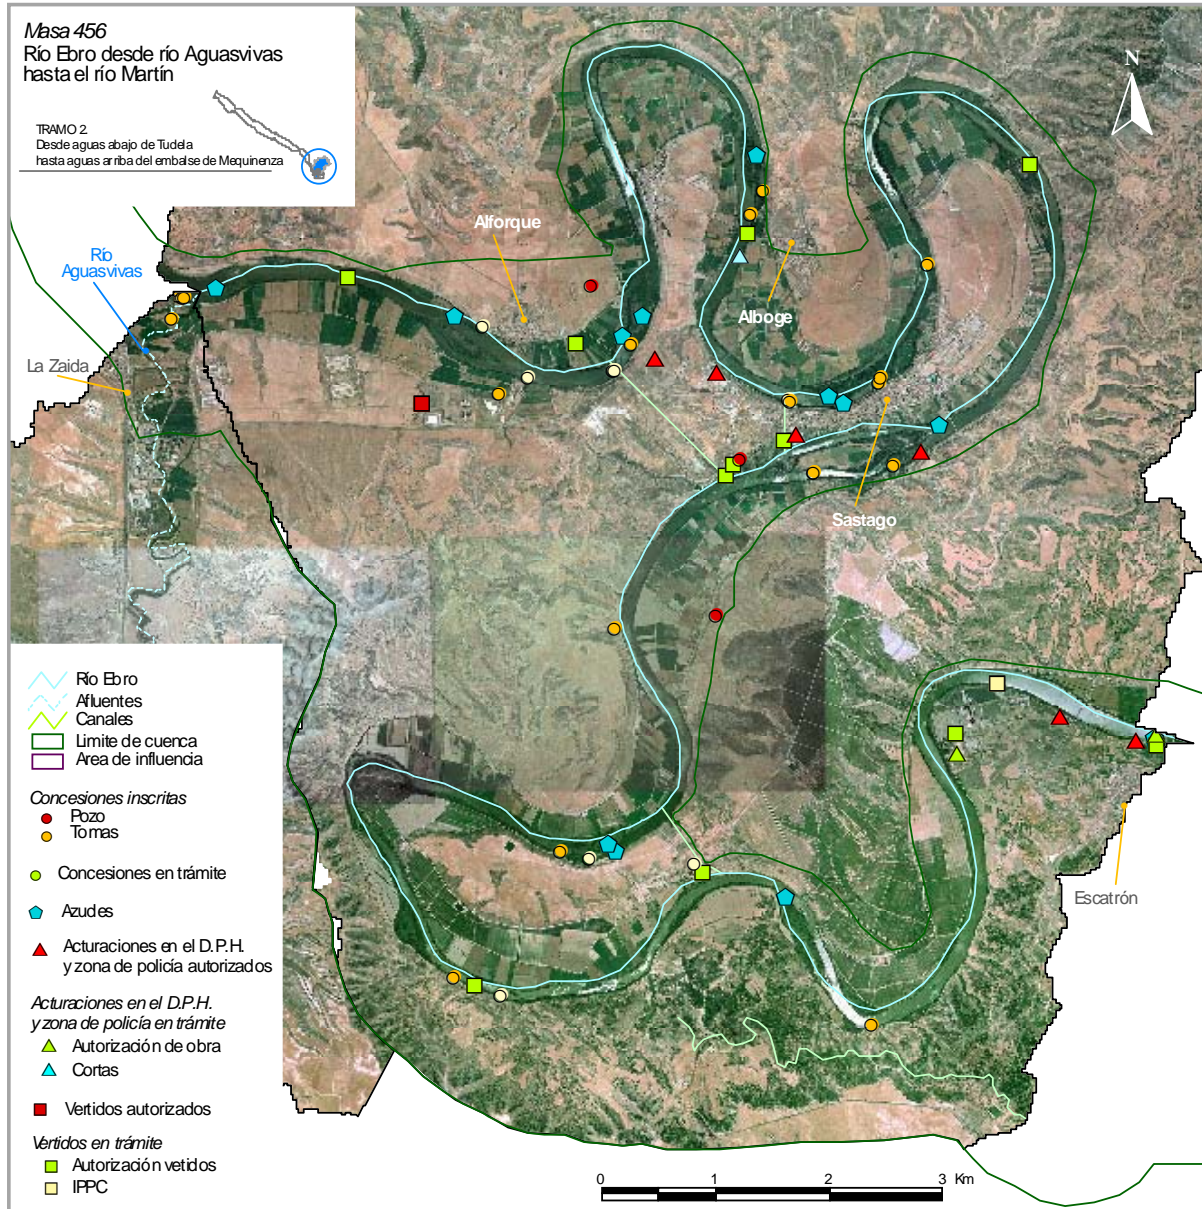 Masa 456
Río Ebro desde río Aguasvivas
hasta el río Martín
TRAMO 2.
Desde aguas abajo de Tudela
hasta aguas arriba del embalse de Mequinenza
N
Río
Aguasvivas
La Zaida
Alforque
Alboge
Sastago
Escatrón
Río Ebro
Afluentes
Canales
Limite de cuenca
Area de influencia
Concesiones inscritas
Pozo
Tomas
Concesiones en trámite
Azudes
Acturaciones en el D.P.H.
y zona de policía autorizados
Acturaciones en el D.P.H.
y zona de policía en trámite
Autorización de obra
Cortas
Vertidos autorizados
Vertidos en trámite
Autorización vetidos
IPPC
0 1 2 3 Km